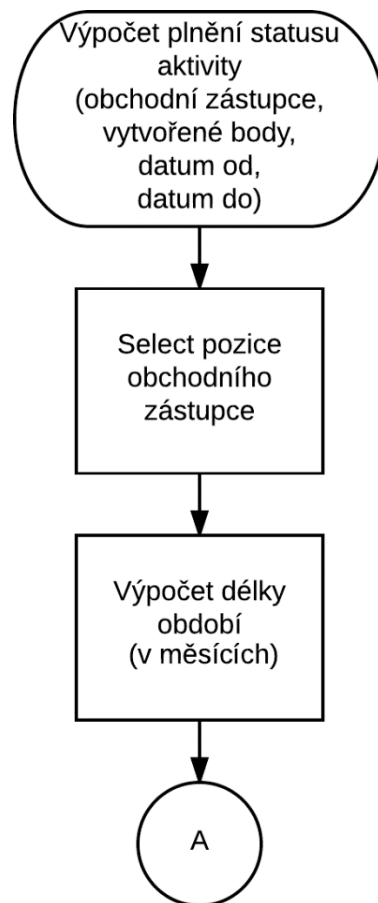 Výpočet plnění statusu
aktivity
(obchodní zástupce,
vytvořené body,
datum od,
datum do)
Select pozice
obchodního
zástupce
Výpočet délky
období
(v měsících)
A